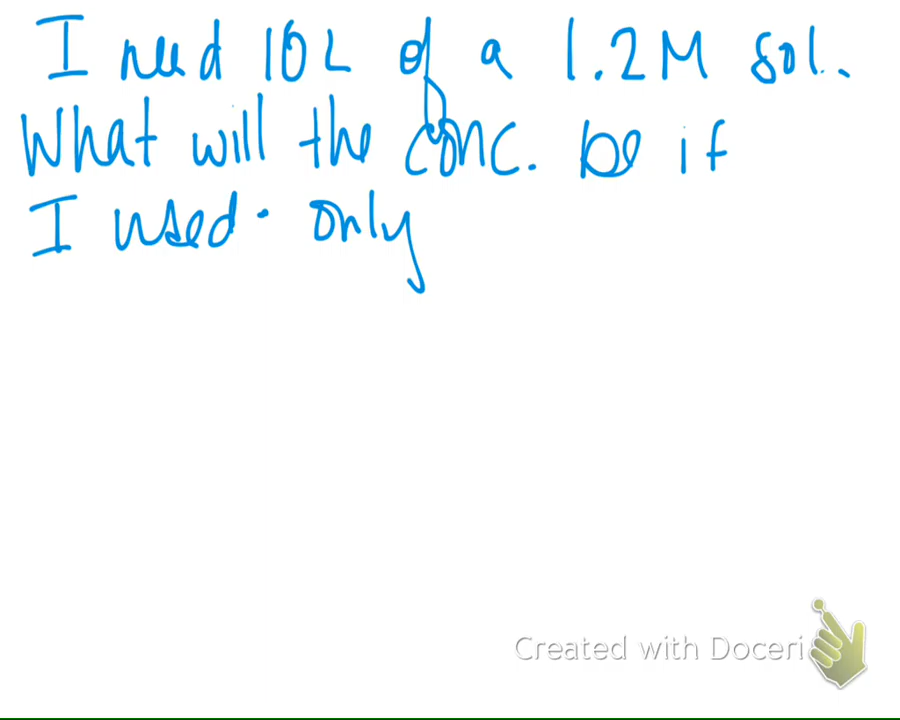 I need 10L of a 1.2M sol.
What will the conc. be if
I used only
Created with Doceri